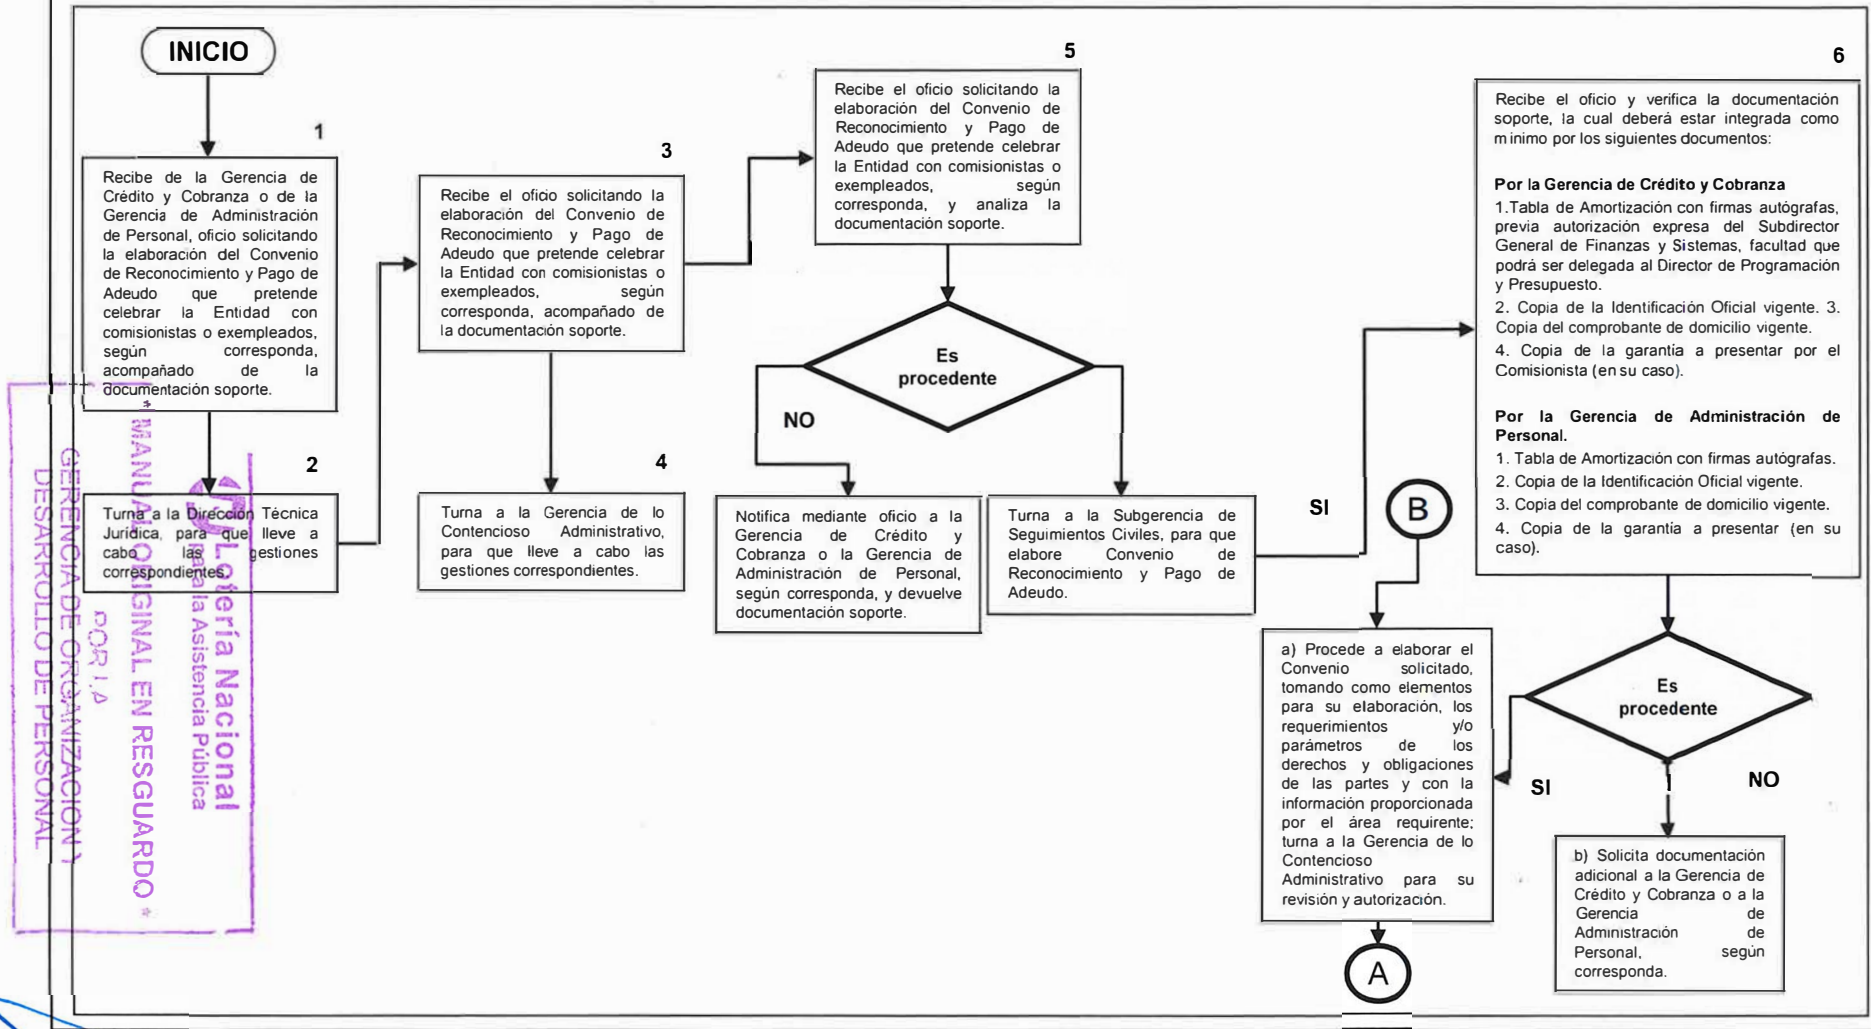 INICIO
1
Recibe de la Gerencia de
Crédito y Cobranza o de la
Gerencia de Administración
de Personal, oficio solicitando
la elaboración del Convenio
de Reconocimiento y Pago de
Adeudo que pretende
celebrar la Entidad con
comisionistas o exempleados,
según corresponda,
acompañado de la
documentación soporte.
2
Turna a la Dirección Técnica
Jurídica, para que lleve a
cabo las gestiones
correspondientes.
3
Recibe el oficio solicitando la
elaboración del Convenio de
Reconocimiento y Pago de
Adeudo que pretende celebrar
la Entidad con comisionistas o
exempleados, según
corresponda, acompañado de
la documentación soporte.
4
Turna a la Gerencia de lo
Contencioso Administrativo,
para que lleve a cabo las
gestiones correspondientes.
5
Recibe el oficio solicitando la
elaboración del Convenio de
Reconocimiento y Pago de
Adeudo que pretende celebrar
la Entidad con comisionistas o
exempleados, según
corresponda, y analiza la
documentación soporte.
Es
procedente
NO
Notifica mediante oficio a la
Gerencia de Crédito y
Cobranza o la Gerencia de
Administración de Personal,
según corresponda, y devuelve
documentación soporte.
Turna a la Subgerencia de
Seguimientos Civiles, para que
elabore Convenio de
Reconocimiento y Pago de
Adeudo.
SI
6
Recibe el oficio y verifica la documentación
soporte, la cual deberá estar integrada como
mínimo por los siguientes documentos:
Por la Gerencia de Crédito y Cobranza
1.Tabla de Amortización con firmas autógrafas,
previa autorización expresa del Subdirector
General de Finanzas y Sistemas, facultad que
podrá ser delegada al Director de Programación
y Presupuesto.
2. Copia de la Identificación Oficial vigente. 3.
Copia del comprobante de domicilio vigente.
4. Copia de la garantía a presentar por el
Comisionista (en su caso).
Por la Gerencia de Administración de
Personal.
1. Tabla de Amortización con firmas autógrafas.
2. Copia de la Identificación Oficial vigente.
3. Copia del comprobante de domicilio vigente.
4. Copia de la garantía a presentar (en su
caso).
Es
procedente
SI
NO
B
a) Procede a elaborar el
Convenio solicitado,
tomando como elementos
para su elaboración, los
requerimientos y/o
parámetros de los
derechos y obligaciones
de las partes y con la
información proporcionada
por el área requirente;
turna a la Gerencia de lo
Contencioso
Administrativo para su
revisión y autorización.
A
b) Solicita documentación
adicional a la Gerencia de
Crédito y Cobranza o a la
Gerencia de
Administración de
Personal, según
corresponda.
Lotería Nacional
para la Asistencia Pública
* MANUAL ORIGINAL EN RESGUARDO *
POR LA
GERENCIA DE ORGANIZACION Y
DESARROLLO DE PERSONAL